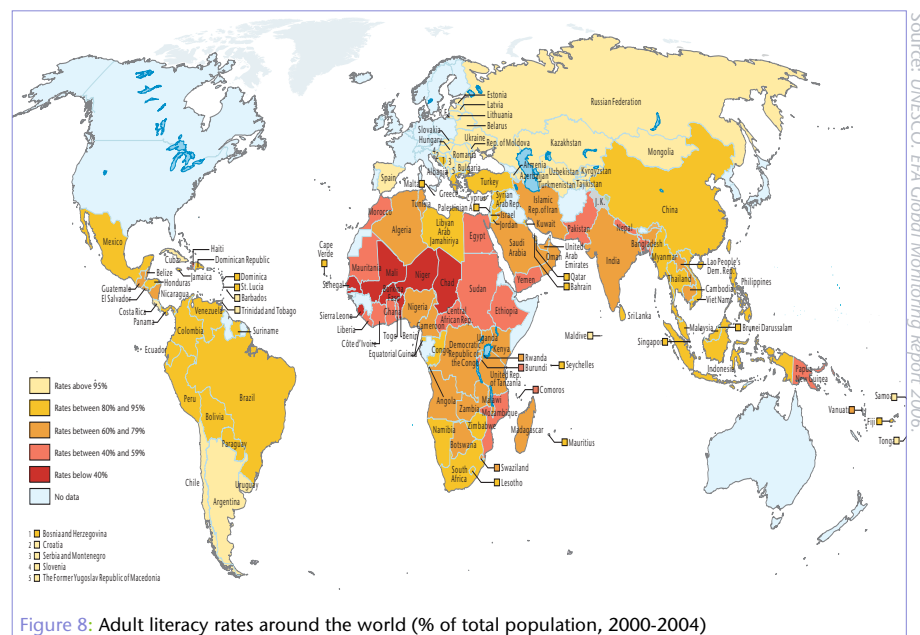 Source: UNESCO, EFA Global Monitoring Report, 2006.
Estonia
Latvia
Lithuania
Belarus
Russian Federation
Slovakia
Hungary
Ukraine
Rep. of Moldova
Romania
Bulgaria
Kazakhstan
Mongolia
Albania
Spain
Malta
Greece
Turkey
Armenia
Azerbaijan
Uzbekistan
Kyrgyzstan
Turkmenistan
Tajikistan
Cyprus
Palestinian A.
Syrian
Arab Rep.
Israel
Jordan
Islamic
Rep. of Iran
J.K.
China
Morocco
Tunisia
Algeria
Libyan
Arab
Jamahiriya
Egypt
Kuwait
Saudi
Arabia
Oman
United
Arab
Emirates
Qatar
Bahrain
Pakistan
Nepal
Bangladesh
India
Myanmar
Thailand
Lao People's
Dem. Rep.
Cambodia
Viet Nam
Philippines
Mexico
Cuba
Haiti
Dominican Republic
Jamaica
Belize
Guatemala
Honduras
El Salvador
Nicaragua
Costa Rica
Panama
Dominica
St. Lucia
Barbados
Trinidad and Tobago
Venezuela
Suriname
Colombia
Ecuador
Peru
Brazil
Bolivia
Paraguay
Chile
Uruguay
Argentina
Cape
Verde
Mauritania
Mali
Niger
Chad
Sudan
Yemen
Senegal
Burkina
Faso
Sierra Leone
Liberia
Côte d'Ivoire
Ghana
Togo
Benin
Nigeria
Cameroon
Equatorial Guinea
Central
African Rep.
Ethiopia
Uganda
Kenya
Congo
Democratic
Republic of
the Congo
Rwanda
Burundi
United Rep.
of Tanzania
Seychelles
Comoros
Angola
Zambia
Malawi
Mozambique
Zimbabwe
Namibia
Botswana
Madagascar
Mauritius
South
Africa
Swaziland
Lesotho
Sri Lanka
Maldive
Malaysia
Brunei Darussalam
Singapore
Indonesia
Papua
New Guinea
Samoa
Vanuatu
Fiji
Tonga
Rates above 95%
Rates between 80% and 95%
Rates between 60% and 79%
Rates between 40% and 59%
Rates below 40%
No data
1 Bosnia and Herzegovina
2 Croatia
3 Serbia and Montenegro
4 Slovenia
5 The Former Yugoslav Republic of Macedonia
Figure 8: Adult literacy rates around the world (% of total population, 2000-2004)